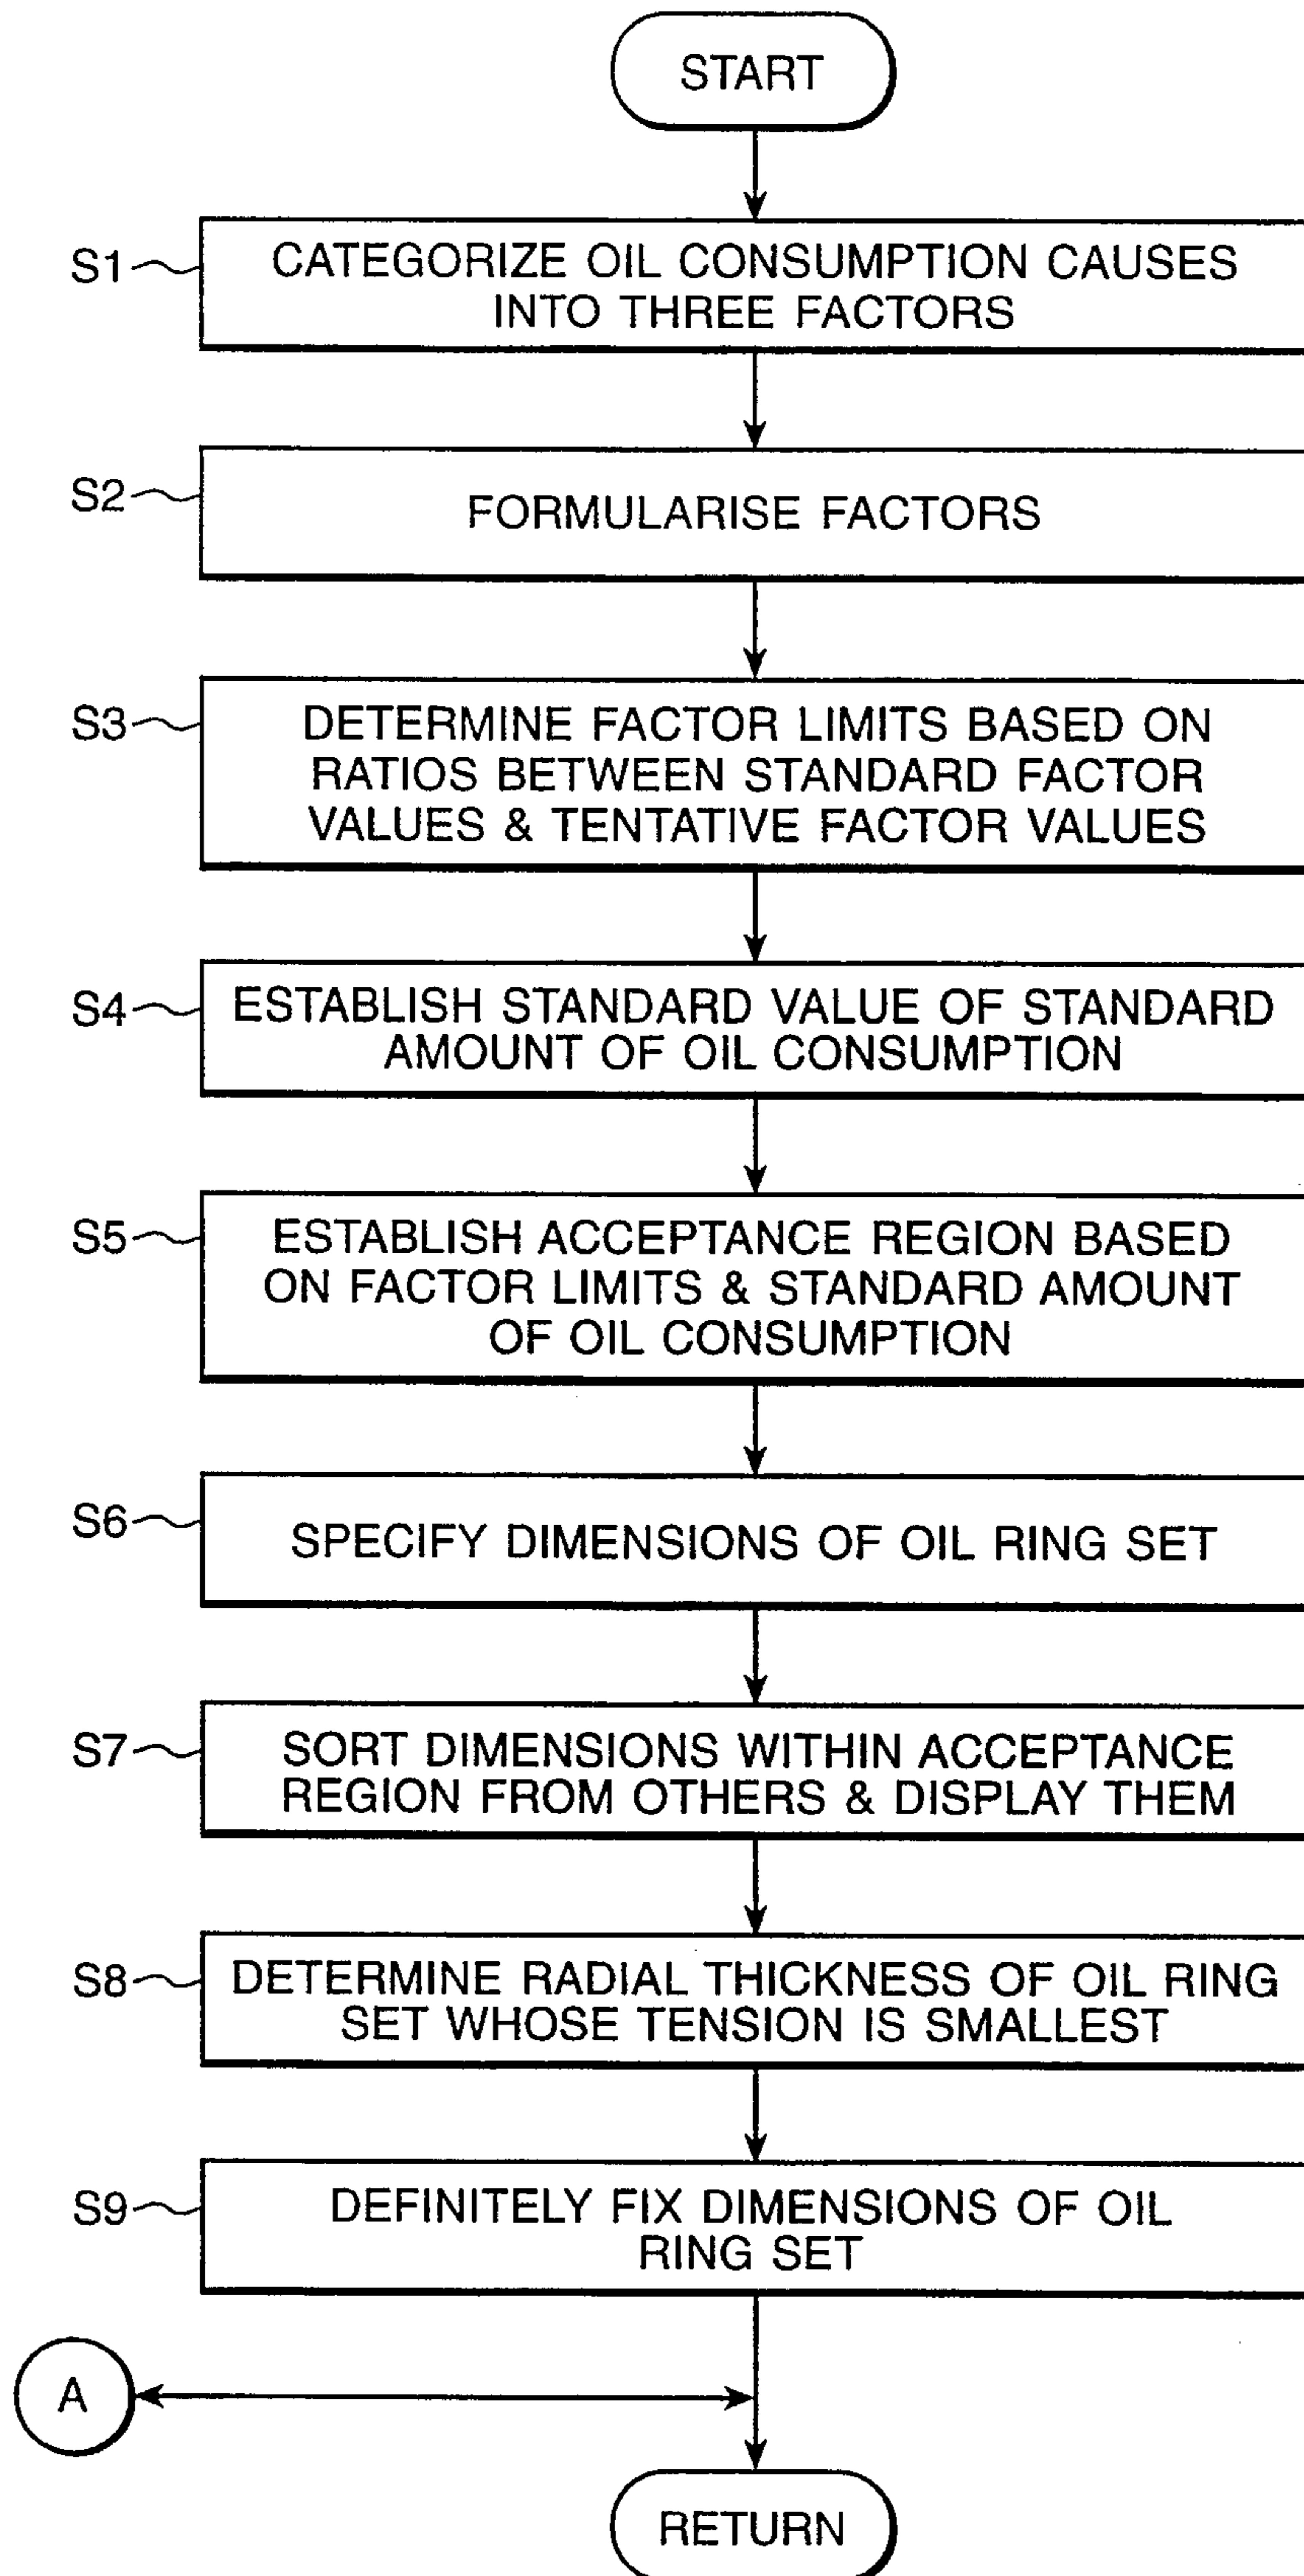 START
S1
CATEGORIZE OIL CONSUMPTION CAUSES
INTO THREE FACTORS
S2
FORMULARISE FACTORS
S3
DETERMINE FACTOR LIMITS BASED ON
RATIOS BETWEEN STANDARD FACTOR
VALUES & TENTATIVE FACTOR VALUES
S4
ESTABLISH STANDARD VALUE OF STANDARD
AMOUNT OF OIL CONSUMPTION
S5
ESTABLISH ACCEPTANCE REGION BASED
ON FACTOR LIMITS & STANDARD AMOUNT
OF OIL CONSUMPTION
S6
SPECIFY DIMENSIONS OF OIL RING SET
S7
SORT DIMENSIONS WITHIN ACCEPTANCE
REGION FROM OTHERS & DISPLAY THEM
S8
DETERMINE RADIAL THICKNESS OF OIL RING
SET WHOSE TENSION IS SMALLEST
S9
DEFINITELY FIX DIMENSIONS OF OIL
RING SET
A
RETURN